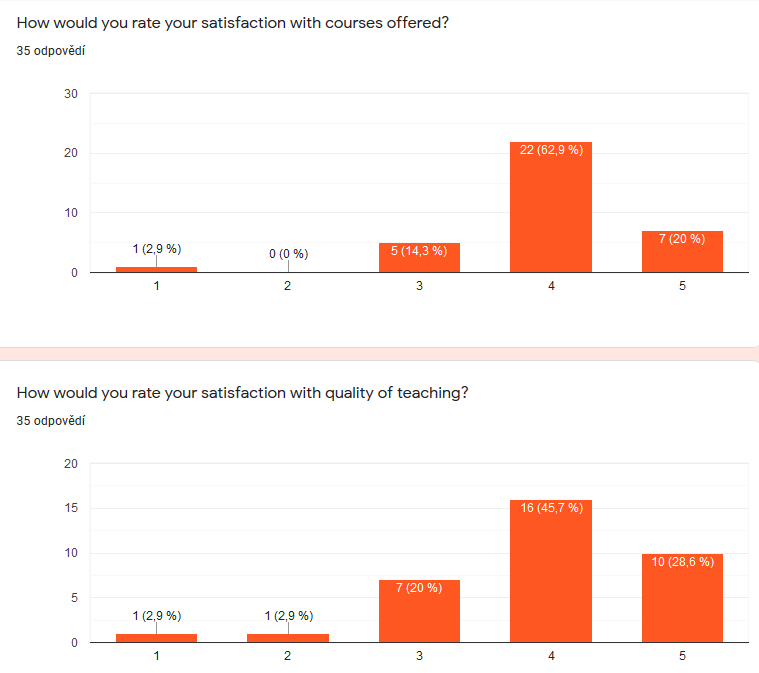 How would you rate your satisfaction with courses offered?
35 odpovědí
30
20
10
0
1 (2,9 %)
0 (0 %)
5 (14,3 %)
22 (62,9 %)
7 (20 %)
1 2 3 4 5
How would you rate your satisfaction with quality of teaching?
35 odpovědí
20
15
10
5
0
1 (2,9 %)
1 (2,9 %)
7 (20 %)
16 (45,7 %)
10 (28,6 %)
1 2 3 4 5